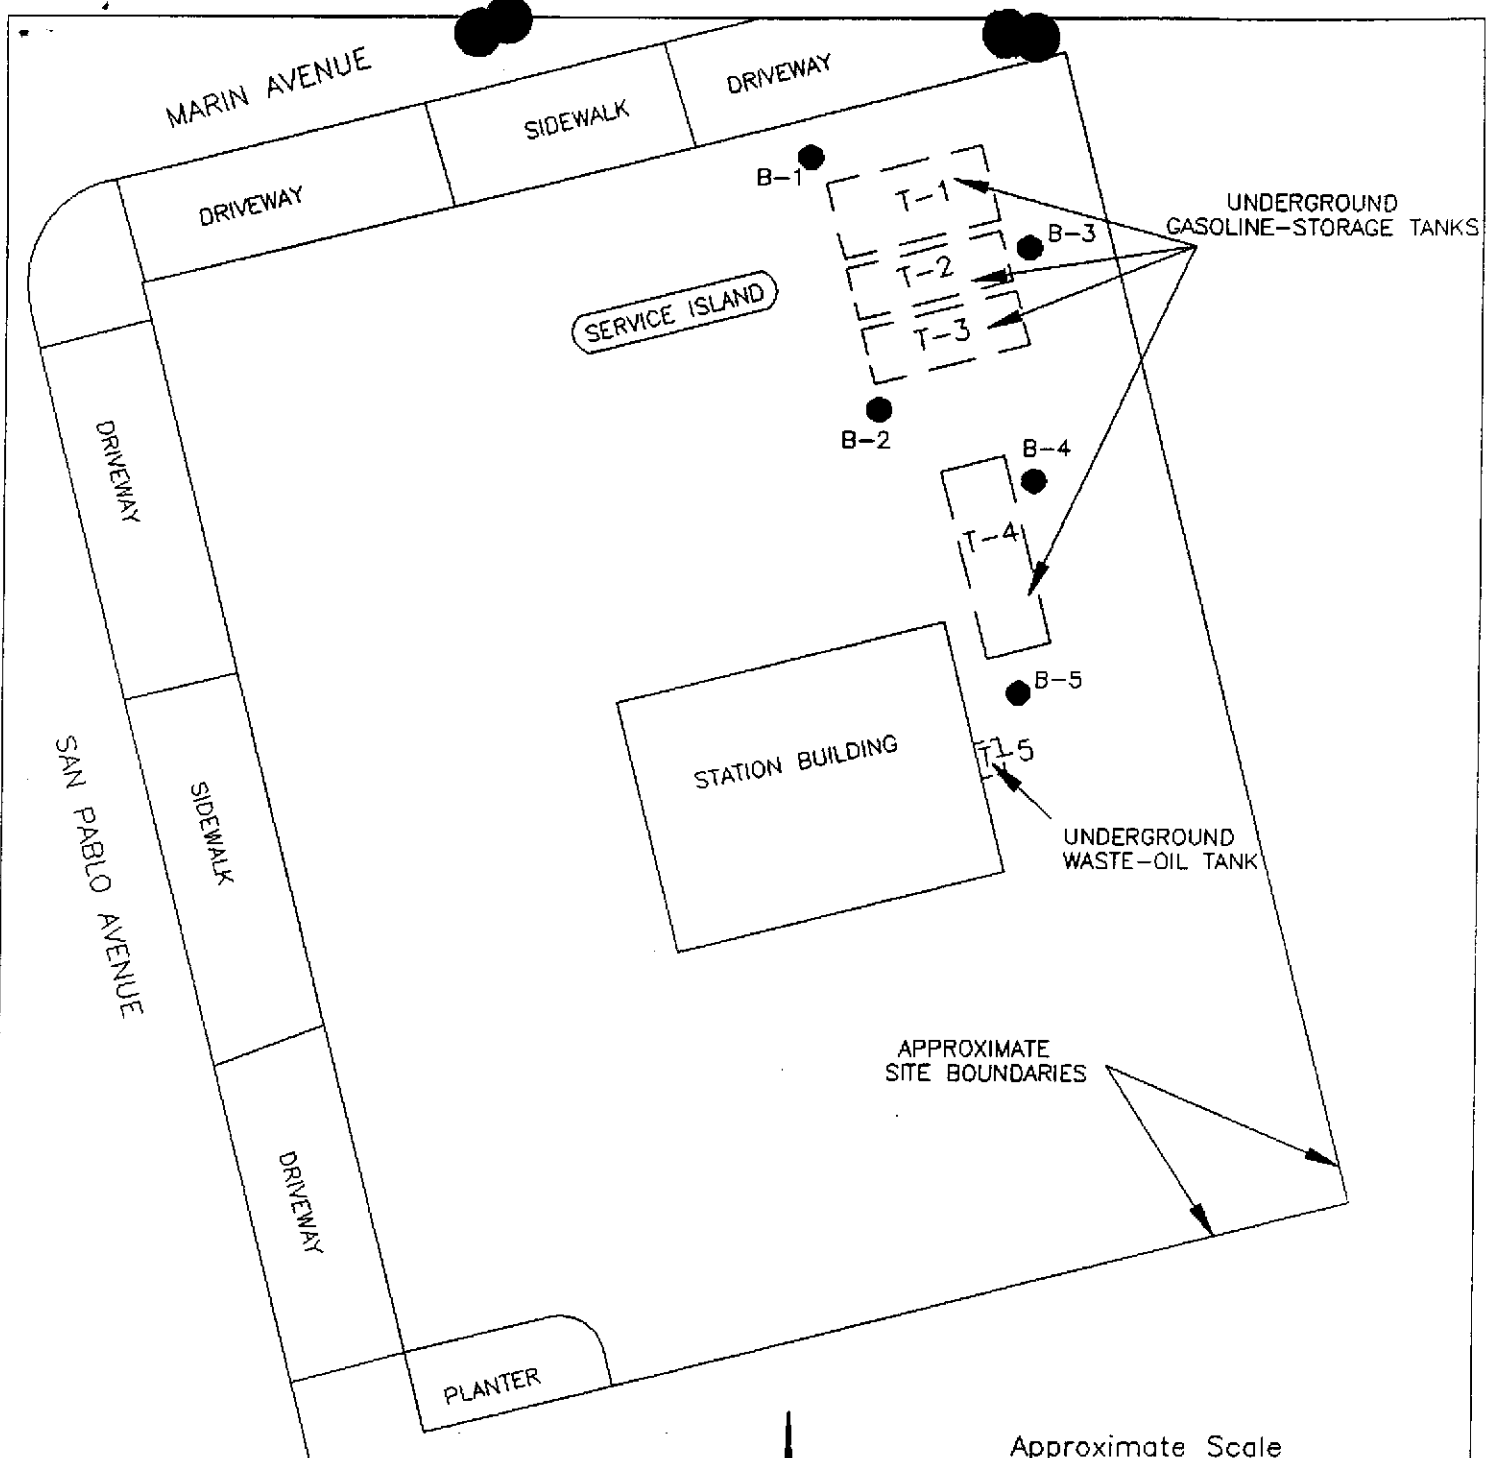 MARIN AVENUE
DRIVEWAY
SIDEWALK
DRIVEWAY
B-1
T-1
UNDERGROUND
GASOLINE-STORAGE TANKS
B-3
T-2
SERVICE ISLAND
T-3
B-2
B-4
DRIVEWAY
T-4
B-5
STATION BUILDING
T-5
SAN PABLO AVENUE
SIDEWALK
UNDERGROUND
WASTE-OIL TANK
APPROXIMATE
SITE BOUNDARIES
DRIVEWAY
PLANTER
Approximate Scale